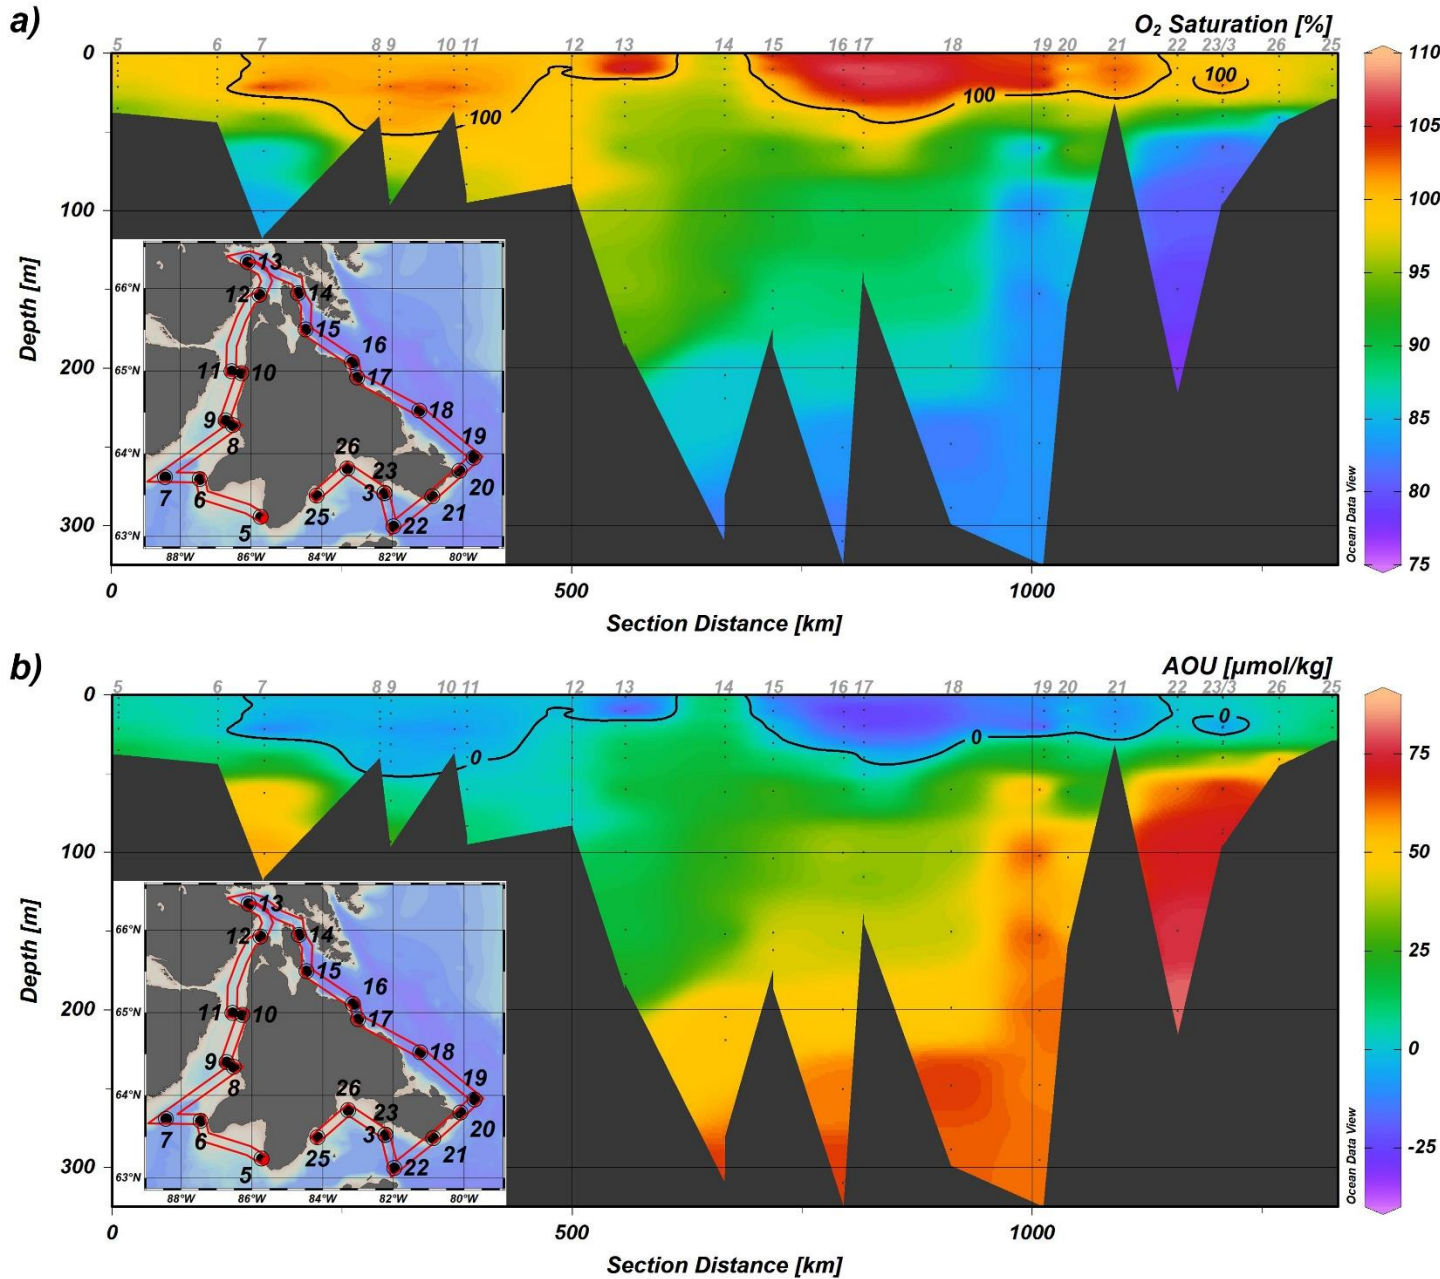 a)
O₂ Saturation [%]
5 6 7 8 9 10 11 12 13 14 15 16 17 18 19 20 21 22 23/3 26 25
0
100
200
300
Depth [m]
100
100
100
110
105
100
95
90
85
80
75
Ocean Data View
13
12
14
15
16
11
10
17
9
8
18
19
26
23
20
7
6
3
21
5
25
22
66°N
65°N
64°N
63°N
88°W 86°W 84°W 82°W 80°W
0 500 1000
Section Distance [km]
b)
AOU [µmol/kg]
5 6 7 8 9 10 11 12 13 14 15 16 17 18 19 20 21 22 23/3 26 25
0
100
200
300
Depth [m]
0
0
0
75
50
25
0
-25
Ocean Data View
13
12
14
15
16
11
10
17
9
8
18
19
26
23
20
7
6
3
21
5
25
22
66°N
65°N
64°N
63°N
88°W 86°W 84°W 82°W 80°W
0 500 1000
Section Distance [km]